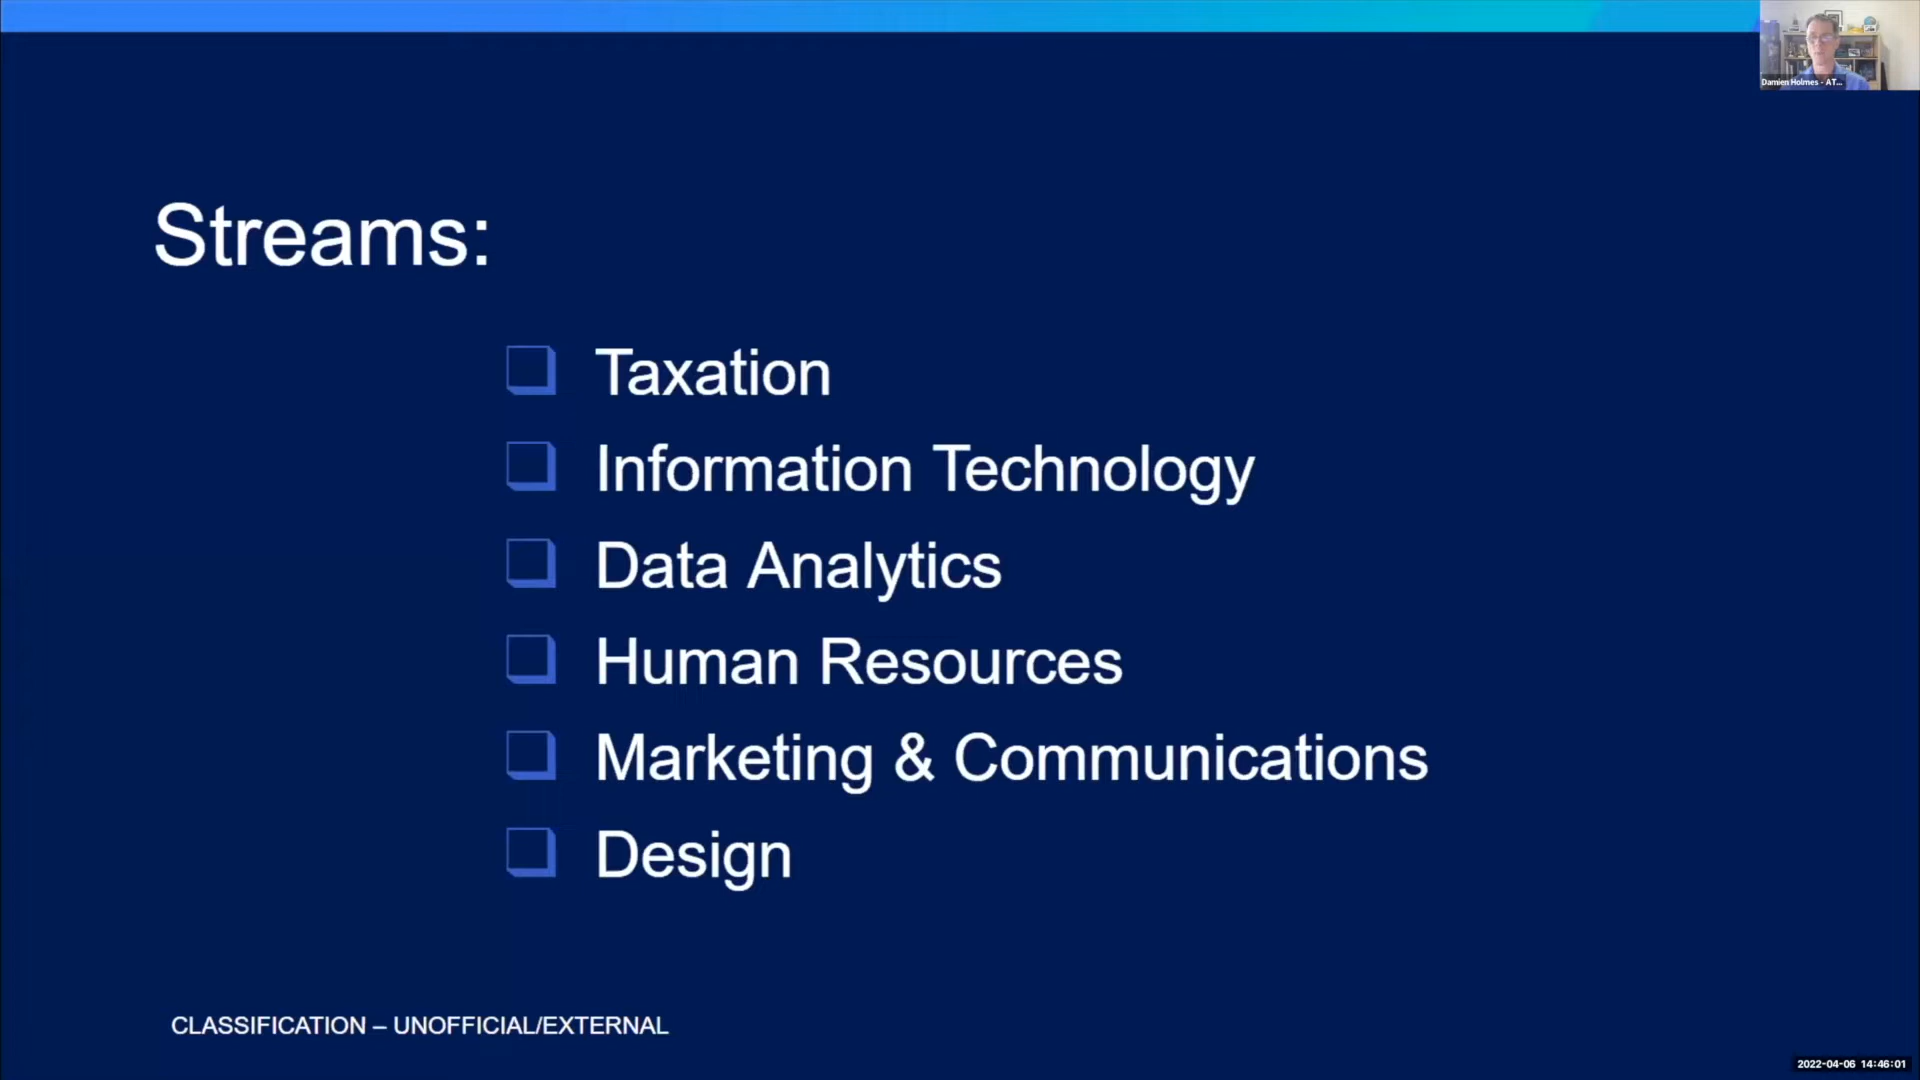 Damien Holmes - AT...
Streams:
Taxation
Information Technology
Data Analytics
Human Resources
Marketing & Communications
Design
CLASSIFICATION – UNOFFICIAL/EXTERNAL
2022-04-06 14:46:01